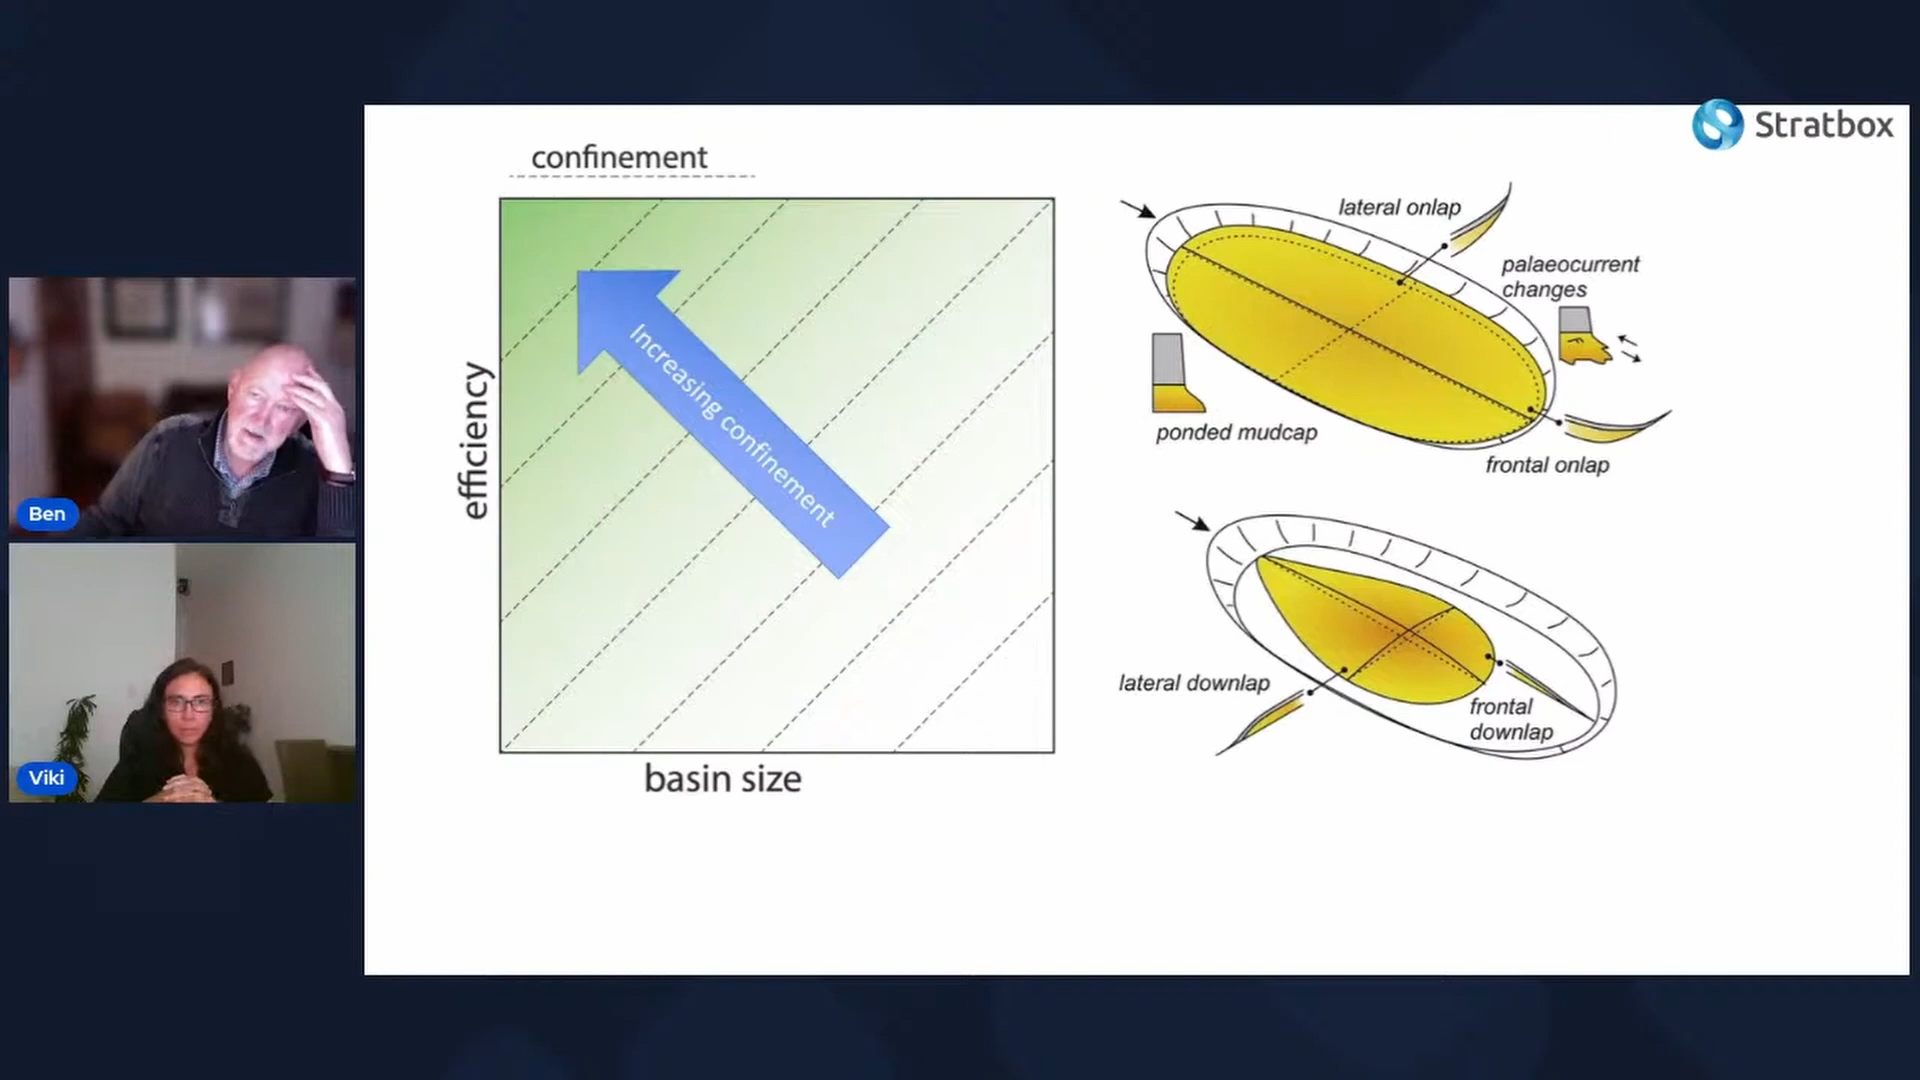 Stratbox
confinement
efficiency
Increasing confinement
basin size
lateral onlap
palaeocurrent
changes
ponded mudcap
frontal onlap
lateral downlap
frontal
downlap
Ben
Viki